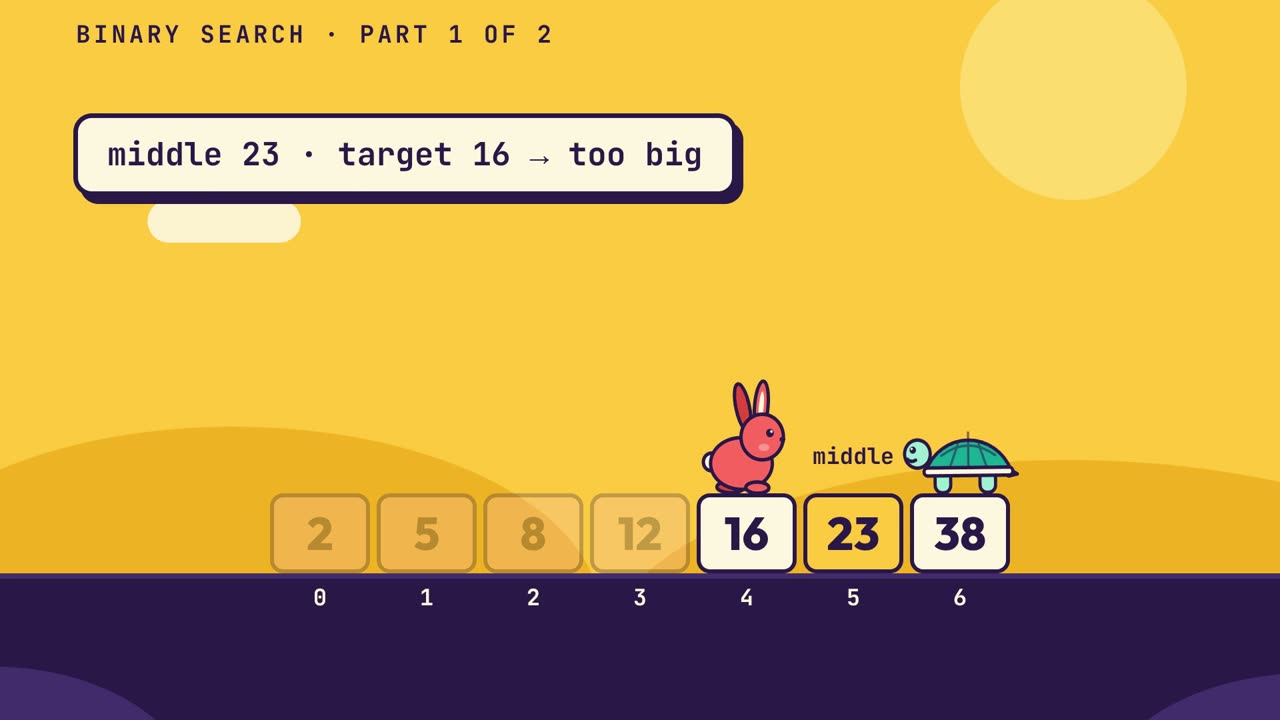 BINARY SEARCH · PART 1 OF 2
middle 23 · target 16 → too big
middle
2 5 8 12 16 23 38
0 1 2 3 4 5 6